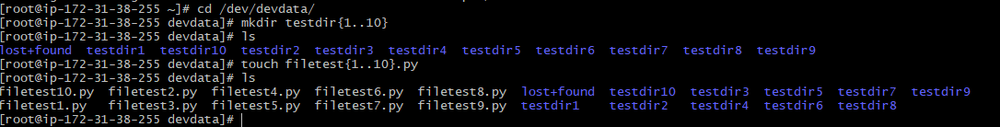 [root@ip-172-31-38-255 ~]# cd /dev/devdata/
[root@ip-172-31-38-255 devdata]# mkdir testdir{1..10}
[root@ip-172-31-38-255 devdata]# ls
lost+found  testdir1  testdir10  testdir2  testdir3  testdir4  testdir5  testdir6  testdir7  testdir8  testdir9
[root@ip-172-31-38-255 devdata]# touch filetest{1..10}.py
[root@ip-172-31-38-255 devdata]# ls
filetest10.py  filetest2.py  filetest4.py  filetest6.py  filetest8.py  lost+found  testdir10  testdir3  testdir5  testdir7  testdir9
filetest1.py   filetest3.py  filetest5.py  filetest7.py  filetest9.py  testdir1    testdir2   testdir4  testdir6  testdir8
[root@ip-172-31-38-255 devdata]#